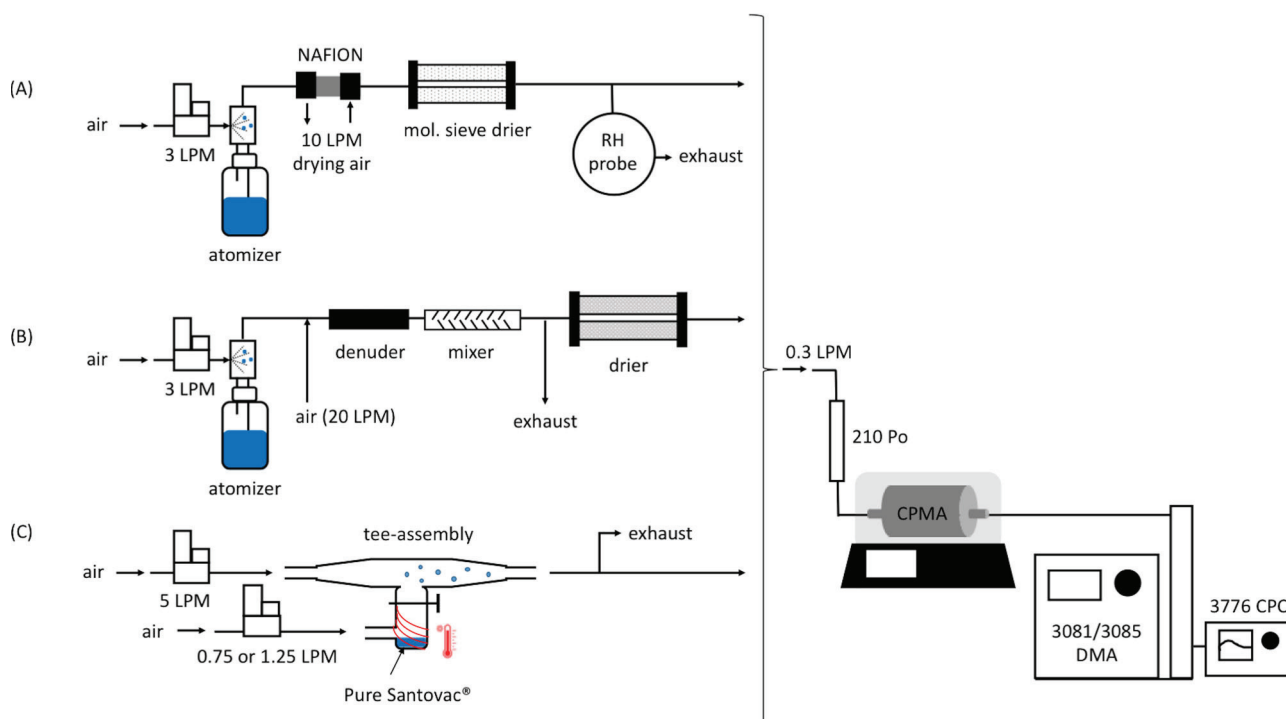 (A)
NAFION
air
3 LPM
10 LPM
drying air
mol. sieve drier
RH
probe
exhaust
atomizer
(B)
air
3 LPM
denuder
mixer
drier
air (20 LPM)
exhaust
atomizer
(C)
tee-assembly
exhaust
air
5 LPM
air
0.75 or 1.25 LPM
Pure Santovac®
0.3 LPM
210 Po
CPMA
3081/3085
DMA
3776 CPC